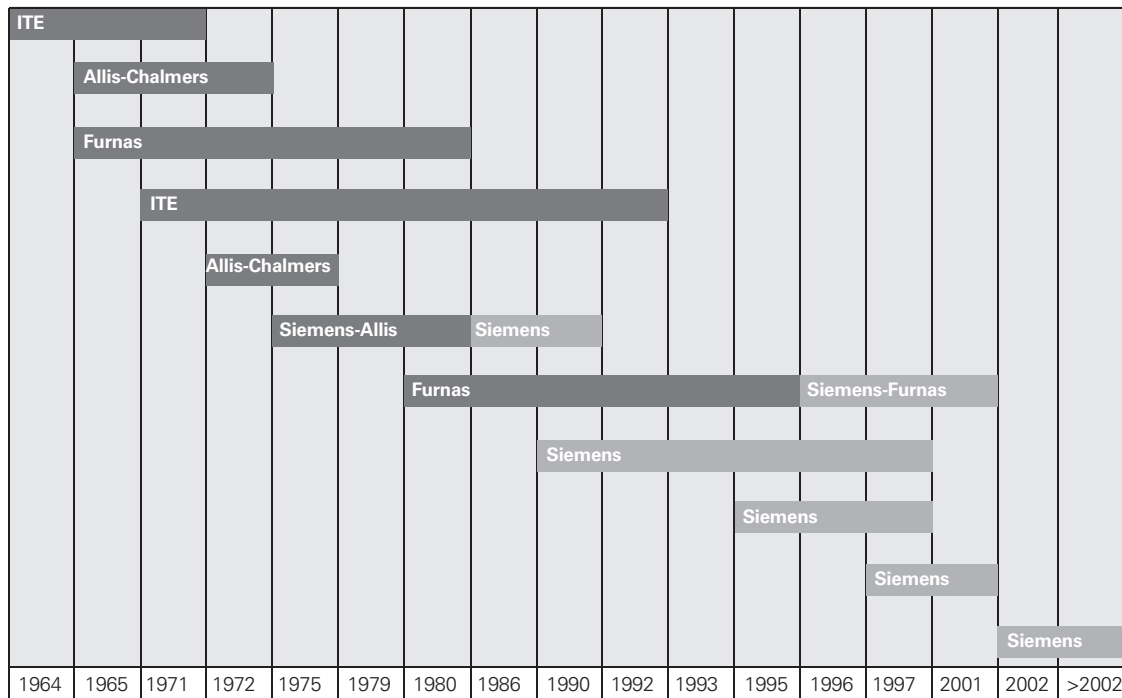 ITE
Allis-Chalmers
Furnas
ITE
Allis-Chalmers
Siemens-Allis Siemens
Furnas Siemens-Furnas
Siemens
Siemens
Siemens
Siemens
1964 1965 1971 1972 1975 1979 1980 1986 1990 1992 1993 1995 1996 1997 2001 2002 >2002